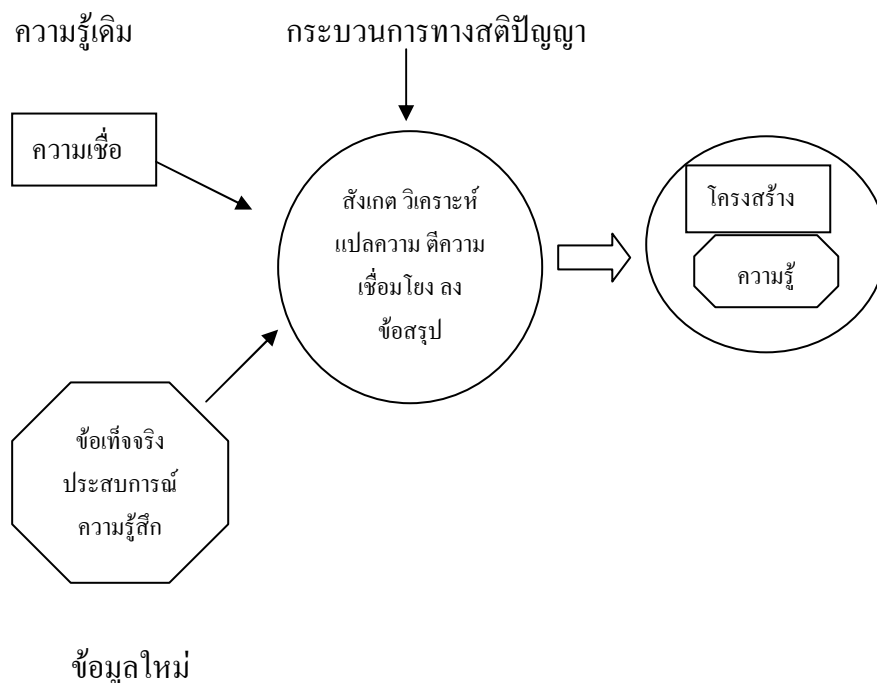 ความรู้เดิม
กระบวนการทางสติปัญญา
ความเชื่อ
สังเกต วิเคราะห์
แปลความ ตีความ
เชื่อมโยง ลง
ข้อสรุป
โครงสร้าง
ความรู้
ข้อเท็จจริง
ประสบการณ์
ความรู้สึก
ข้อมูลใหม่